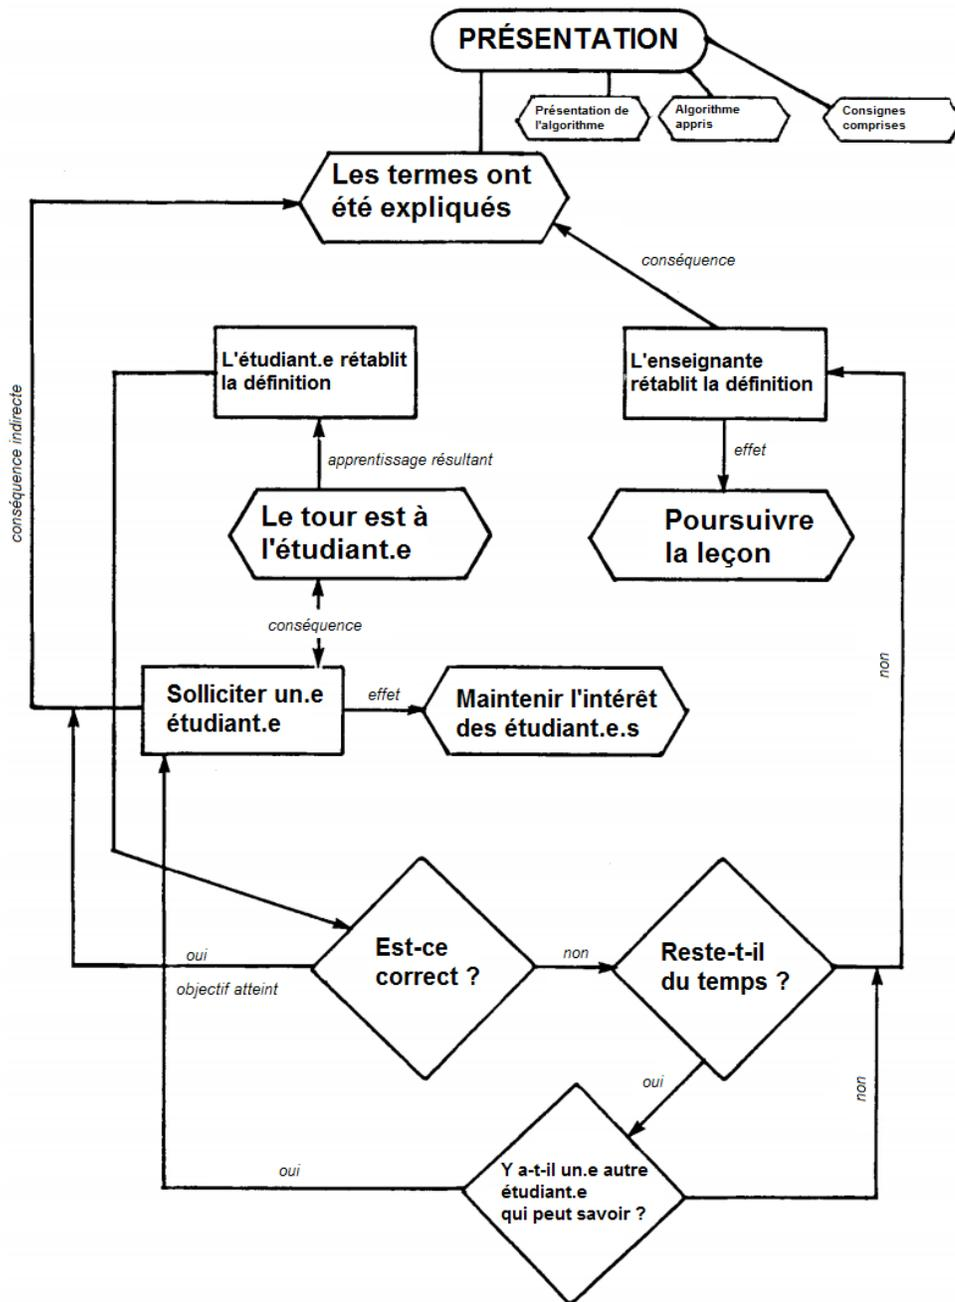 PRÉSENTATION
Présentation de
l'algorithme
Algorithme
appris
Consignes
comprises
Les termes ont
été expliqués
conséquence
L'étudiant.e rétablit
la définition
L'enseignante
rétablit la définition
conséquence indirecte
apprentissage résultant
effet
Le tour est à
l'étudiant.e
Poursuivre
la leçon
conséquence
non
Solliciter un.e
étudiant.e
effet
Maintenir l'intérêt
des étudiant.e.s
Est-ce
correct ?
Reste-t-il
du temps ?
oui
objectif atteint
non
oui
non
oui
Y a-t-il un.e autre
étudiant.e
qui peut savoir ?